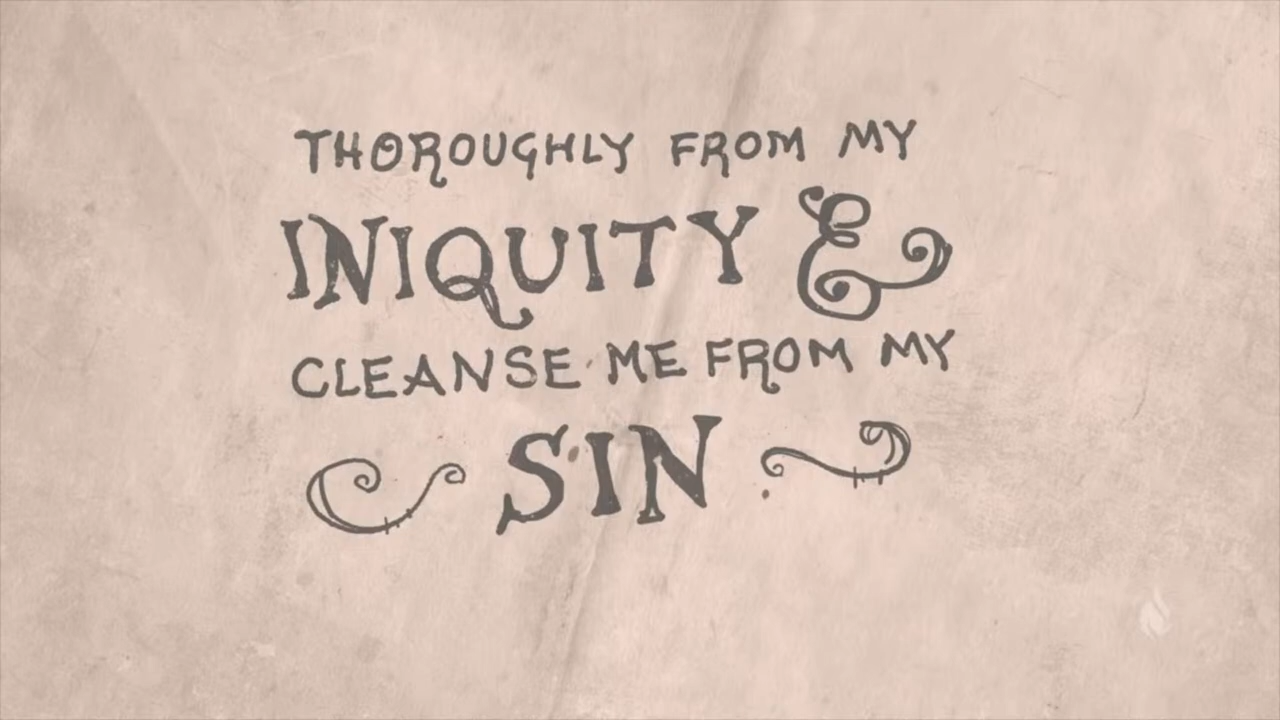 THOROUGHLY FROM MY
INIQUITY &
CLEANSE ME FROM MY
SIN